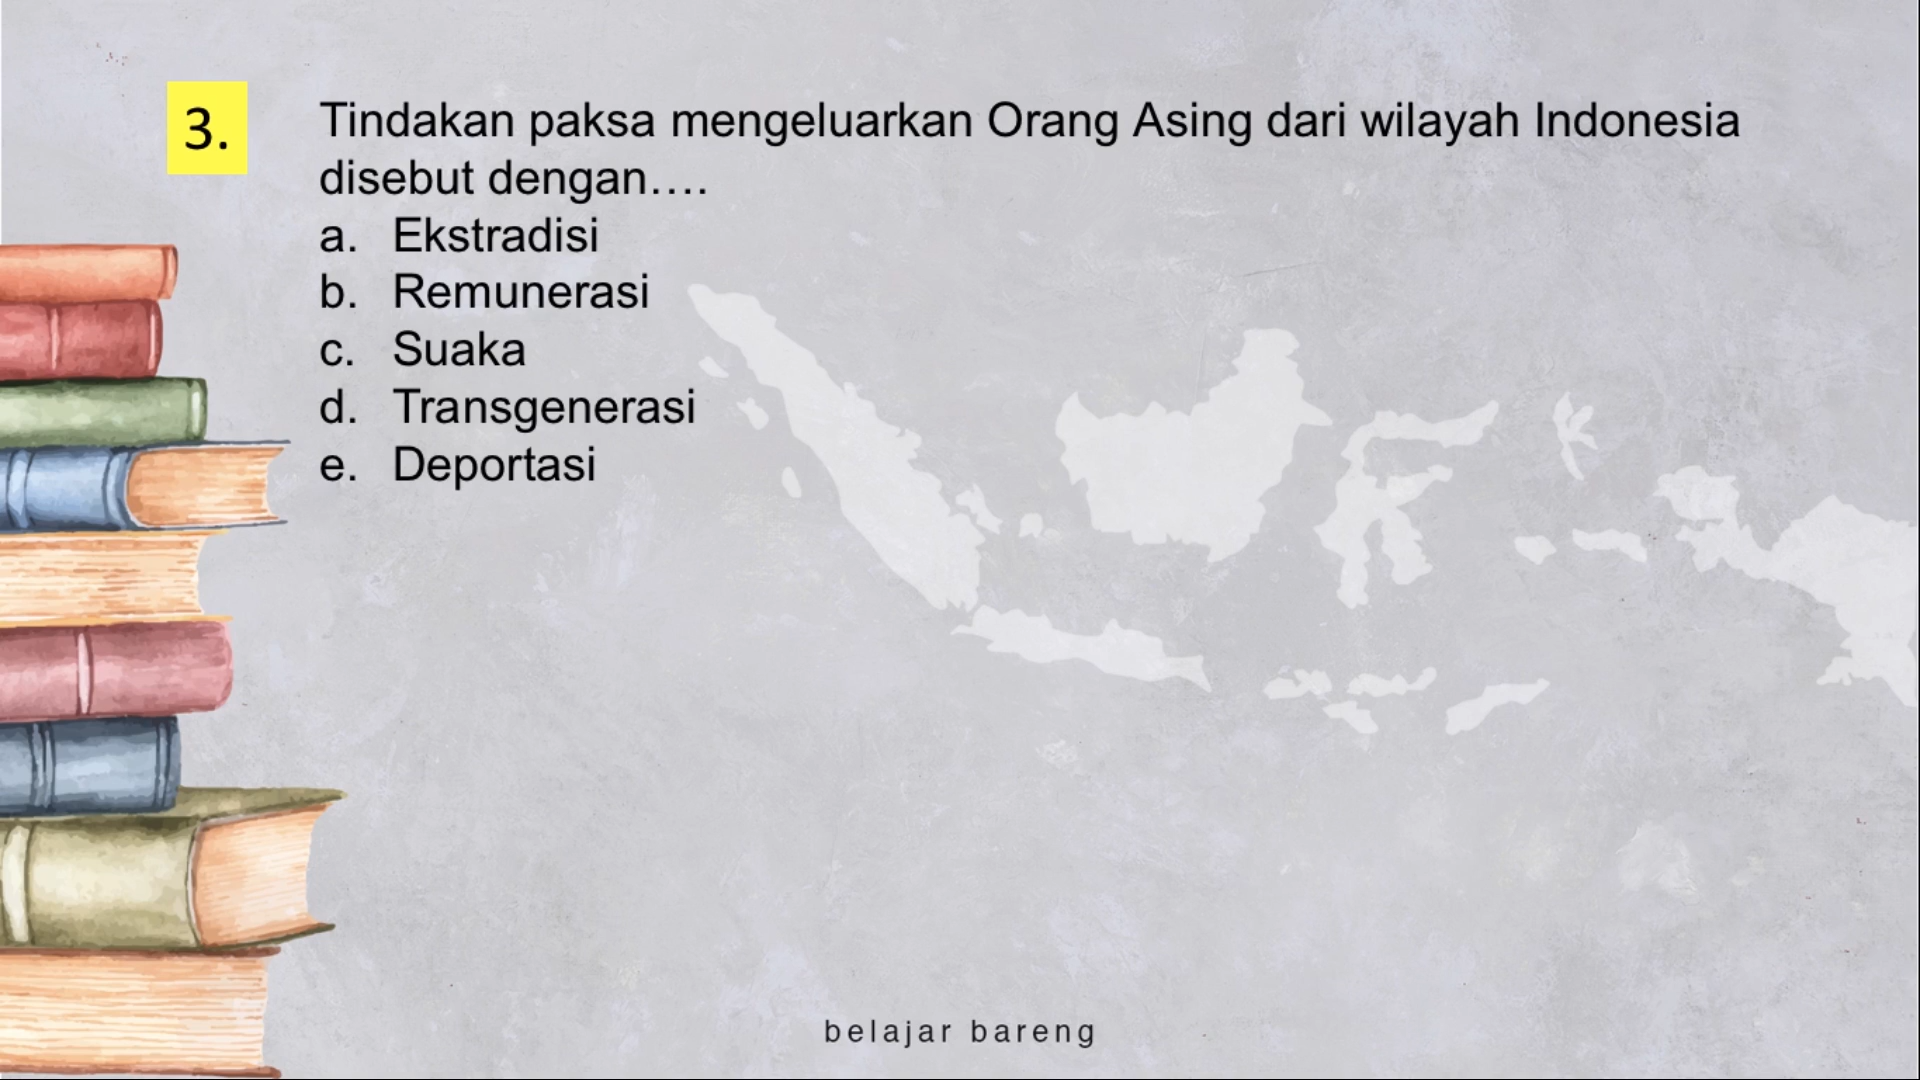 3.
Tindakan paksa mengeluarkan Orang Asing dari wilayah Indonesia
disebut dengan....
a. Ekstradisi
b. Remunerasi
c. Suaka
d. Transgenerasi
e. Deportasi
belajar bareng